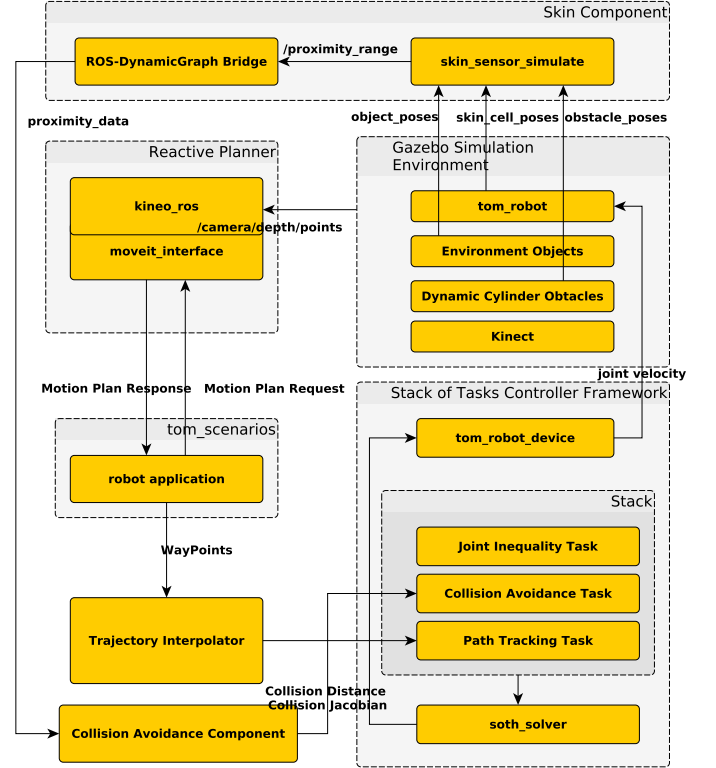 Skin Component
ROS-DynamicGraph Bridge
/proximity_range
skin_sensor_simulate
proximity_data
object_poses
skin_cell_poses
obstacle_poses
Reactive Planner
kineo_ros
moveit_interface
/camera/depth/points
Gazebo Simulation
Environment
tom_robot
Environment Objects
Dynamic Cylinder Obtacles
Kinect
joint velocity
Motion Plan Response
Motion Plan Request
tom_scenarios
robot application
WayPoints
Trajectory Interpolator
Collision Distance
Collision Jacobian
Collision Avoidance Component
Stack of Tasks Controller Framework
tom_robot_device
Stack
Joint Inequality Task
Collision Avoidance Task
Path Tracking Task
soth_solver